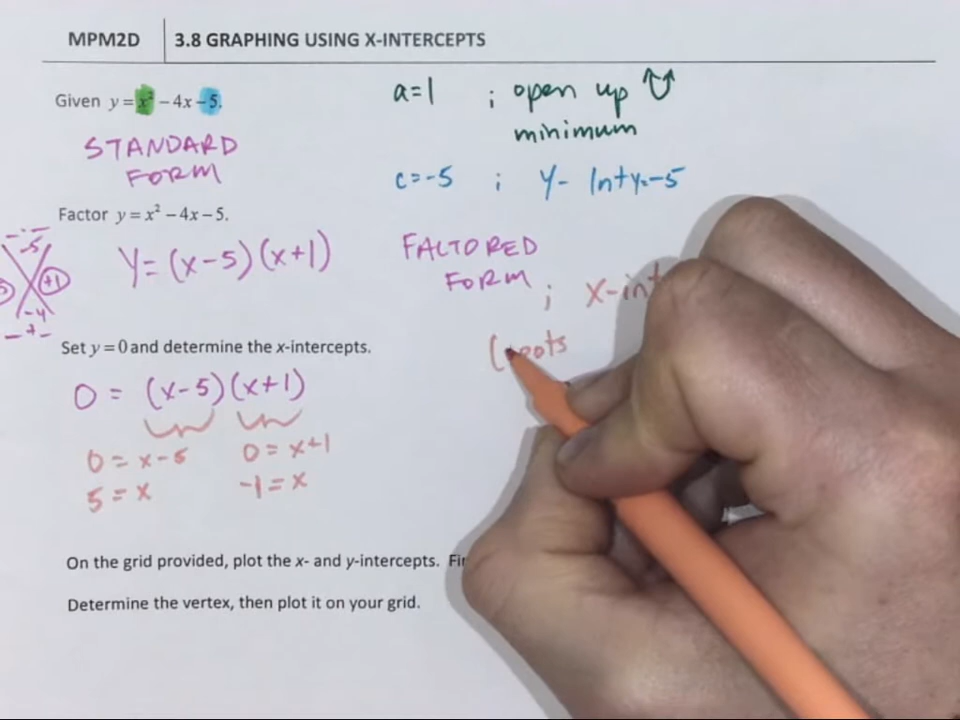 MPM2D 3.8 GRAPHING USING X-INTERCEPTS
Given y = x² – 4x – 5.
a=1 ; open up
minimum
STANDARD
FORM
c=-5 ; y-int y=-5
Factor y = x² – 4x – 5.
-5
+1
-4
+
y=(x-5)(x+1)
FACTORED
FORM ; x-int
(roots
Set y = 0 and determine the x-intercepts.
0 = (x-5)(x+1)
0 = x-5 0 = x+1
5 = x -1 = x
On the grid provided, plot the x- and y-intercepts.
Determine the vertex, then plot it on your grid.